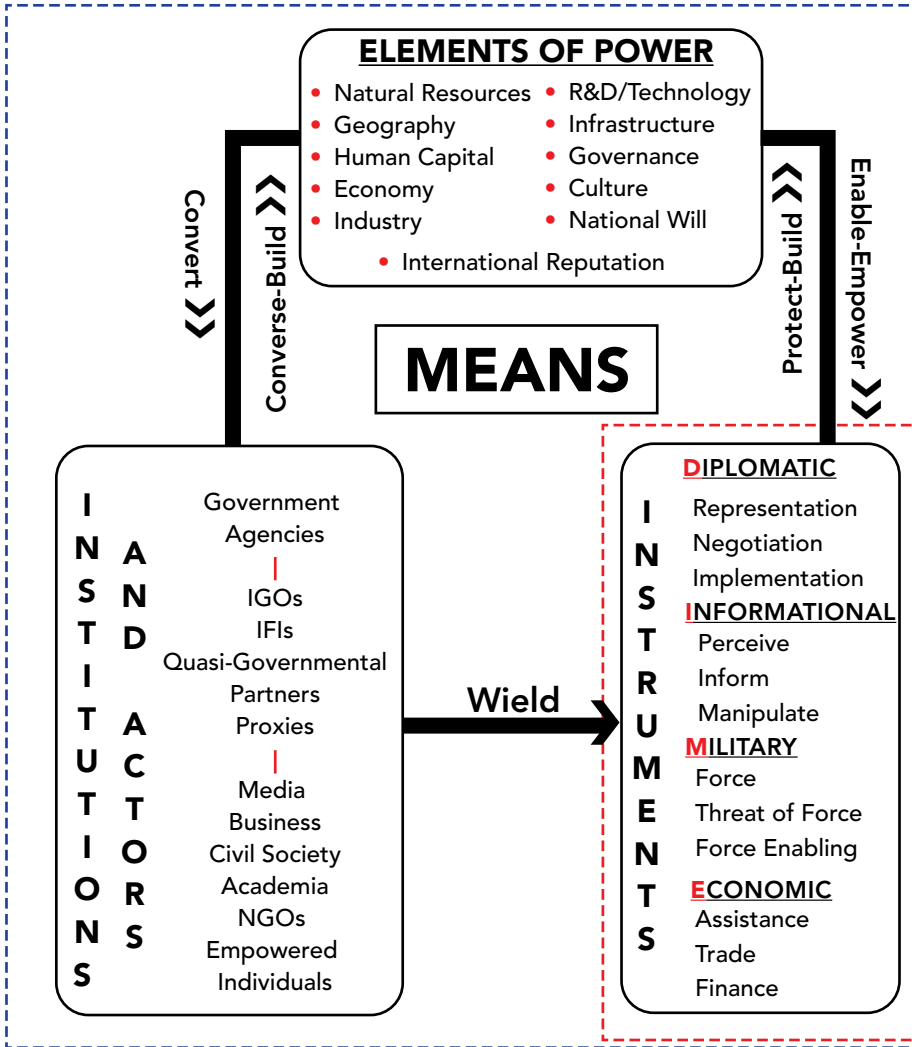 ELEMENTS OF POWER
• Natural Resources
• Geography
• Human Capital
• Economy
• Industry
• R&D/Technology
• Infrastructure
• Governance
• Culture
• National Will
• International Reputation
Convert
Converse-Build
Protect-Build
Enable-Empower
MEANS
INSTITUTIONS
AND ACTORS
Government
Agencies
IGOs
IFIs
Quasi-Governmental
Partners
Proxies
Media
Business
Civil Society
Academia
NGOs
Empowered
Individuals
Wield
INSTRUMENTS
DIPLOMATIC
Representation
Negotiation
Implementation
INFORMATIONAL
Perceive
Inform
Manipulate
MILITARY
Force
Threat of Force
Force Enabling
ECONOMIC
Assistance
Trade
Finance